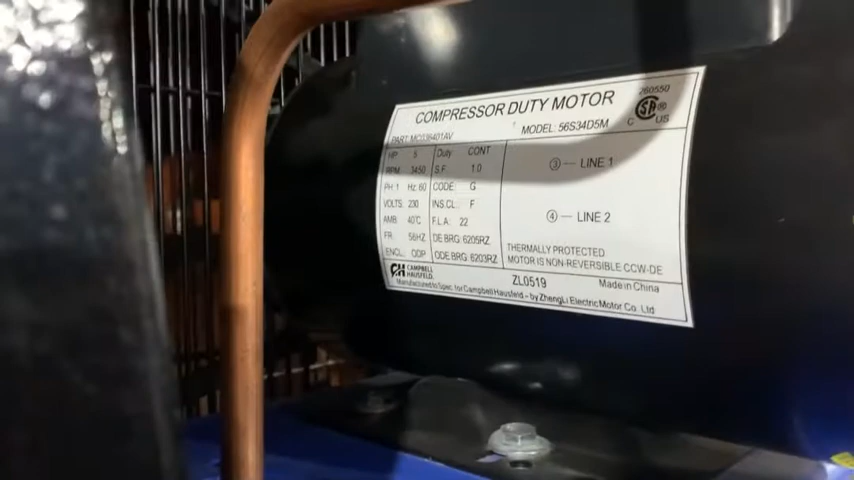 COMPRESSOR DUTY MOTOR
260550
C SA ® US
PART: MC038401AV MODEL: 56S34D5M
HP 5 Duty CONT
RPM 3450 S.F. 1.0
PH: 1 Hz: 60 CODE: G
VOLTS: 230 INS.CL: F
AMB: 40°C F.L.A: 22
FR: 56HZ DE BRG: 6205RZ
ENCL: ODP ODE BRG: 6203RZ
③ — LINE 1
④ — LINE 2
THERMALLY PROTECTED
MOTOR IS NON-REVERSIBLE CCW-DE
CAMPBELL
HAUSFELD. ZL0519 Made in China
Manufactured to Spec. for Campbell Hausfeld - by ZhengLi Electric Motor Co. Ltd